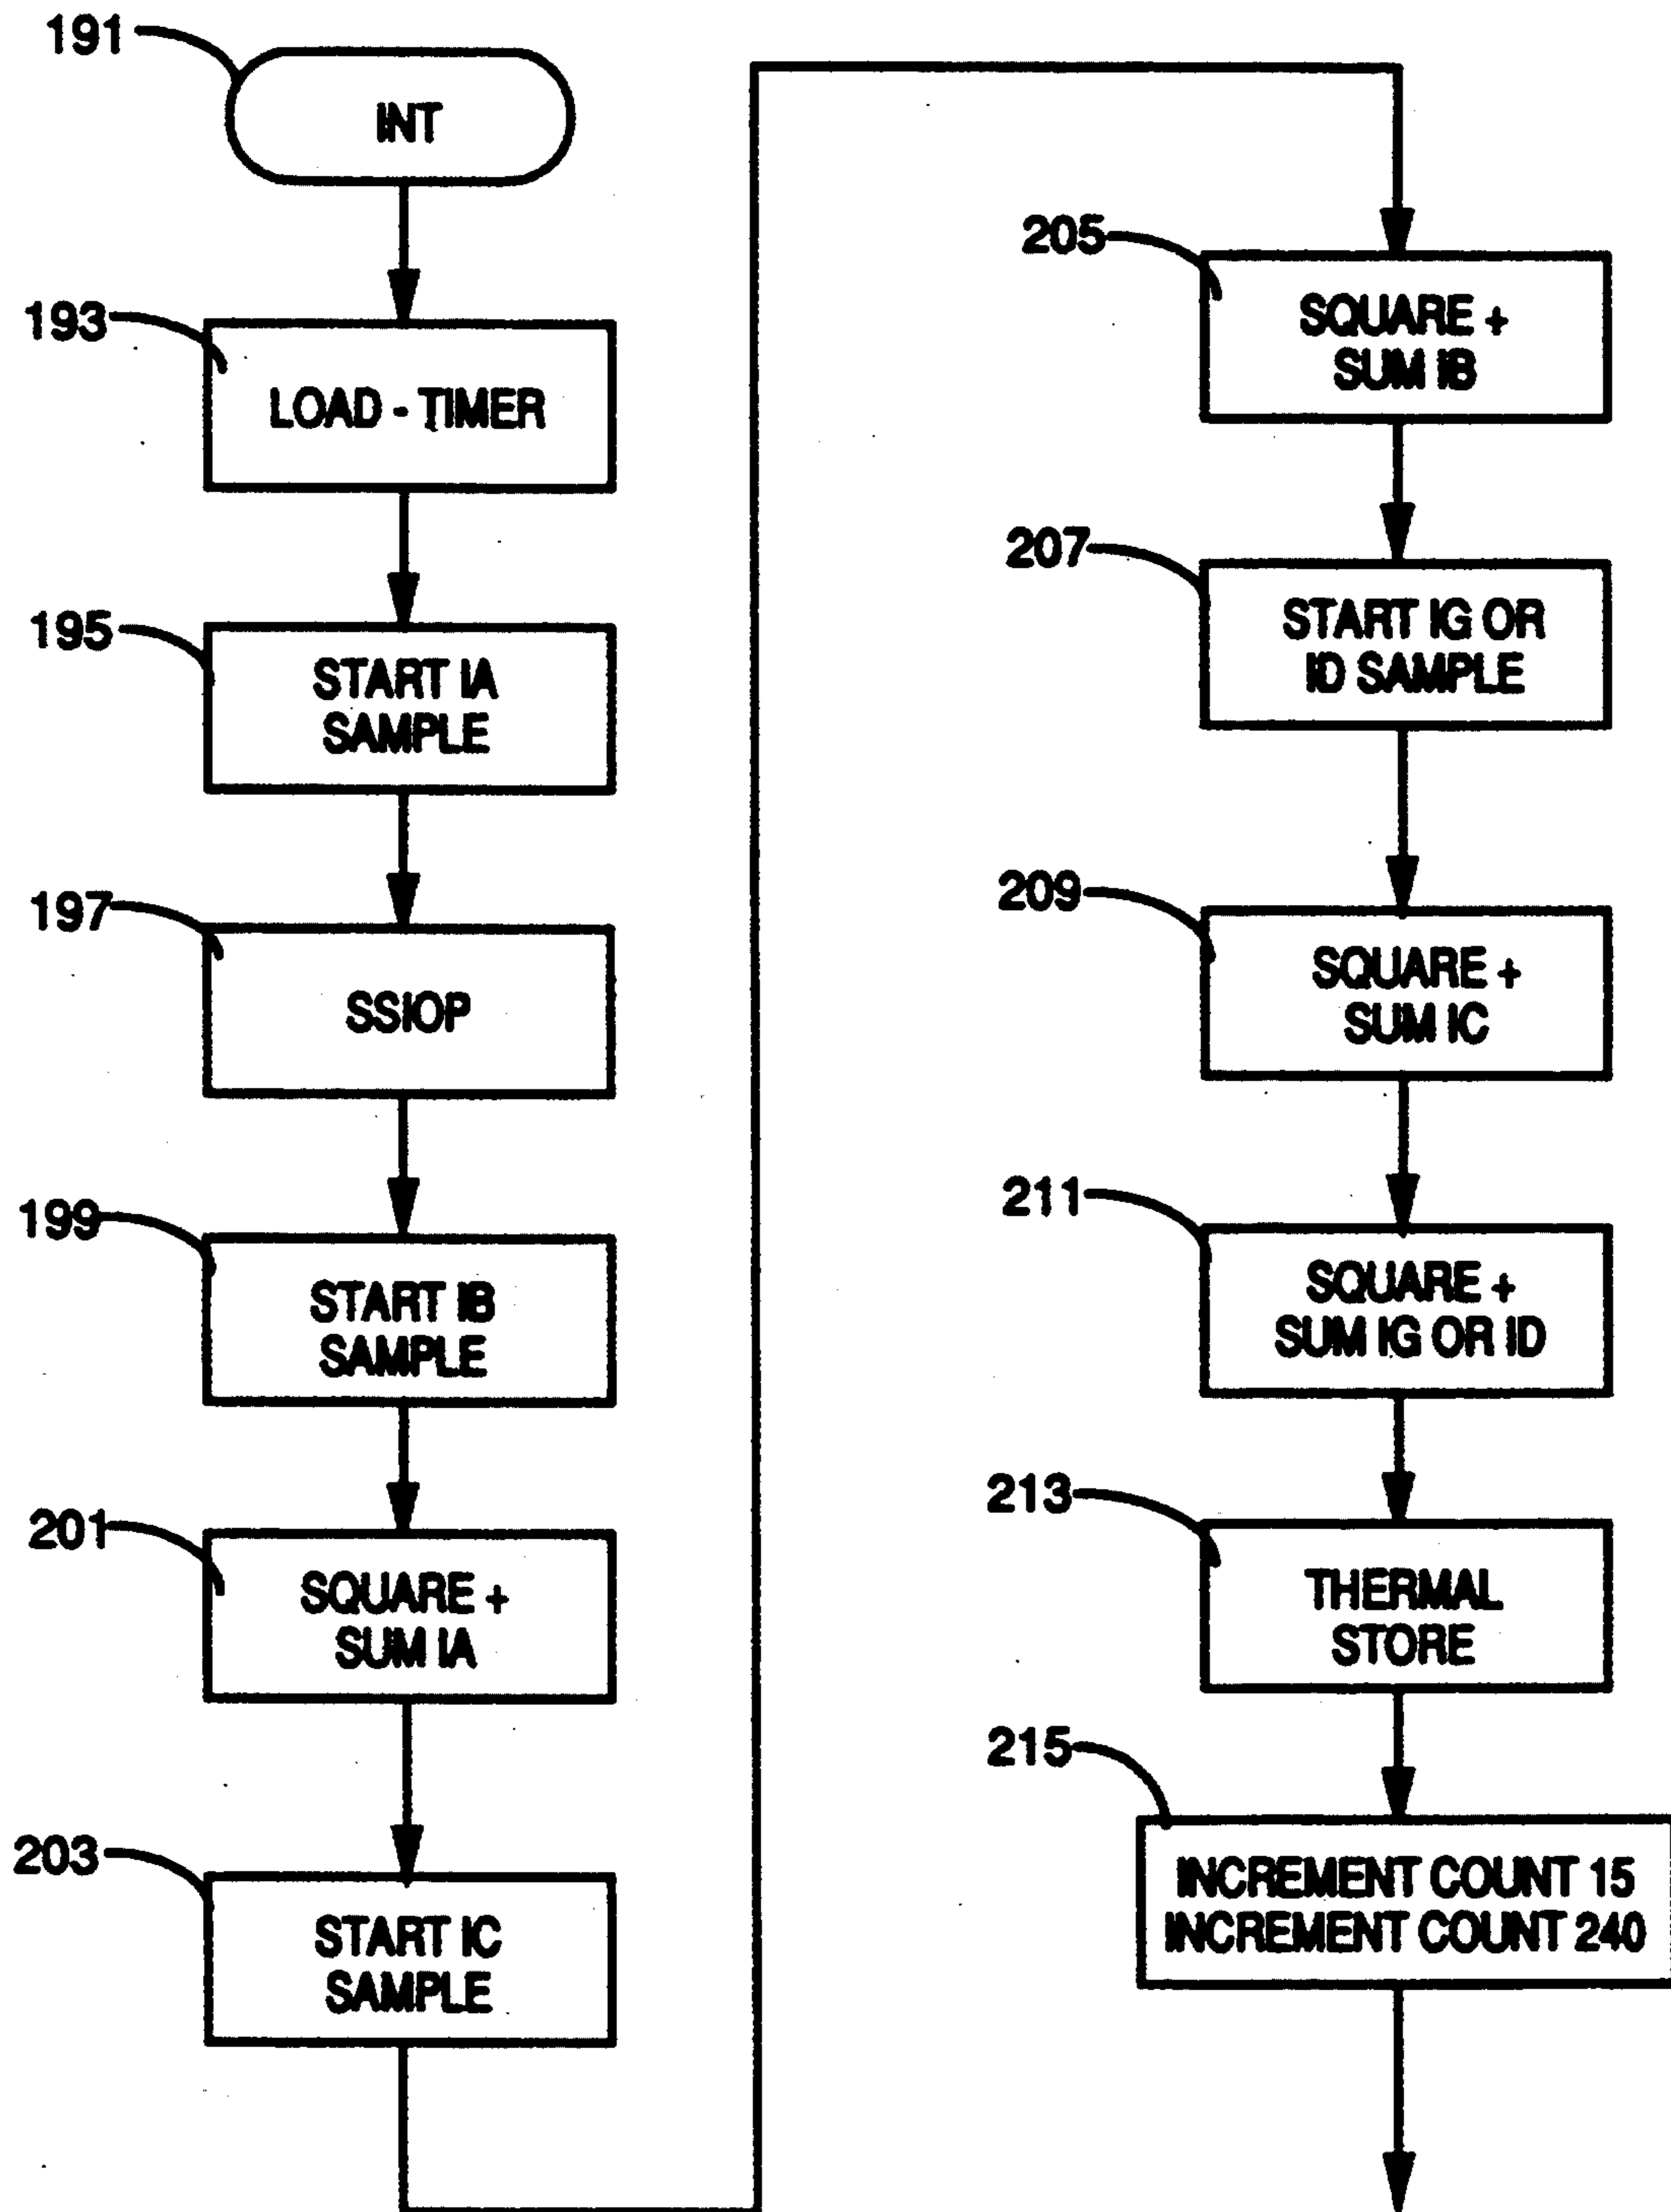 191
INT
193
LOAD - TIMER
195
START IA
SAMPLE
197
SSIOP
199
START IB
SAMPLE
201
SQUARE +
SUM IA
203
START IC
SAMPLE
205
SQUARE +
SUM IB
207
START IG OR
ID SAMPLE
209
SQUARE +
SUM IC
211
SQUARE +
SUM IG OR ID
213
THERMAL
STORE
215
INCREMENT COUNT 15
INCREMENT COUNT 240